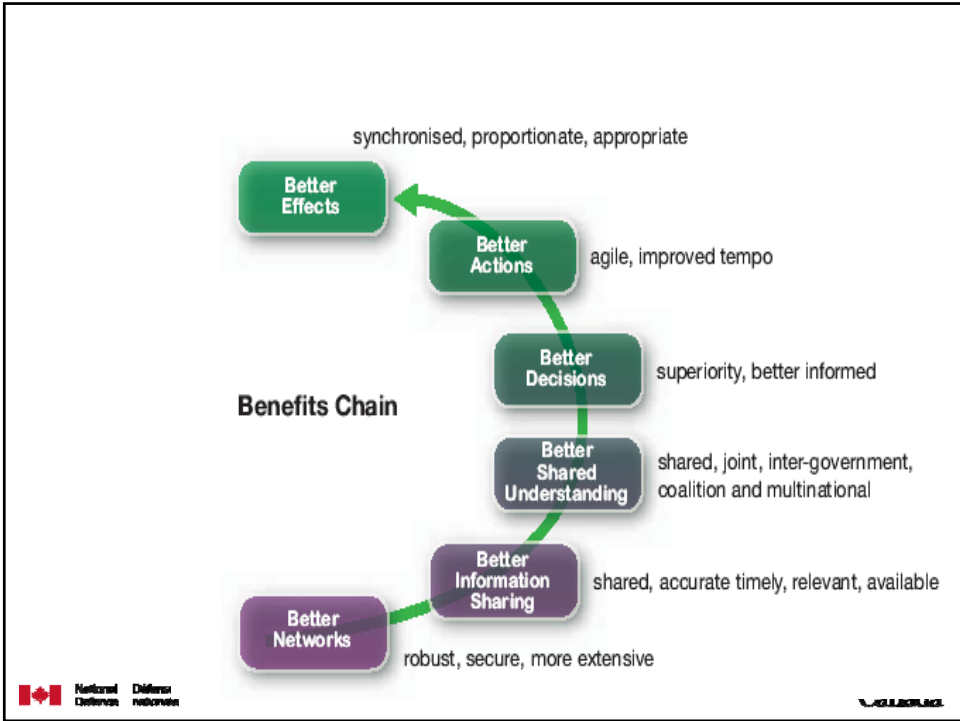 synchronised, proportionate, appropriate
Better
Effects
Better
Actions
agile, improved tempo
Better
Decisions
superiority, better informed
Benefits Chain
Better
Shared
Understanding
shared, joint, inter-government,
coalition and multinational
Better
Information
Sharing
shared, accurate timely, relevant, available
Better
Networks
robust, secure, more extensive
National Défense
Defence nationale